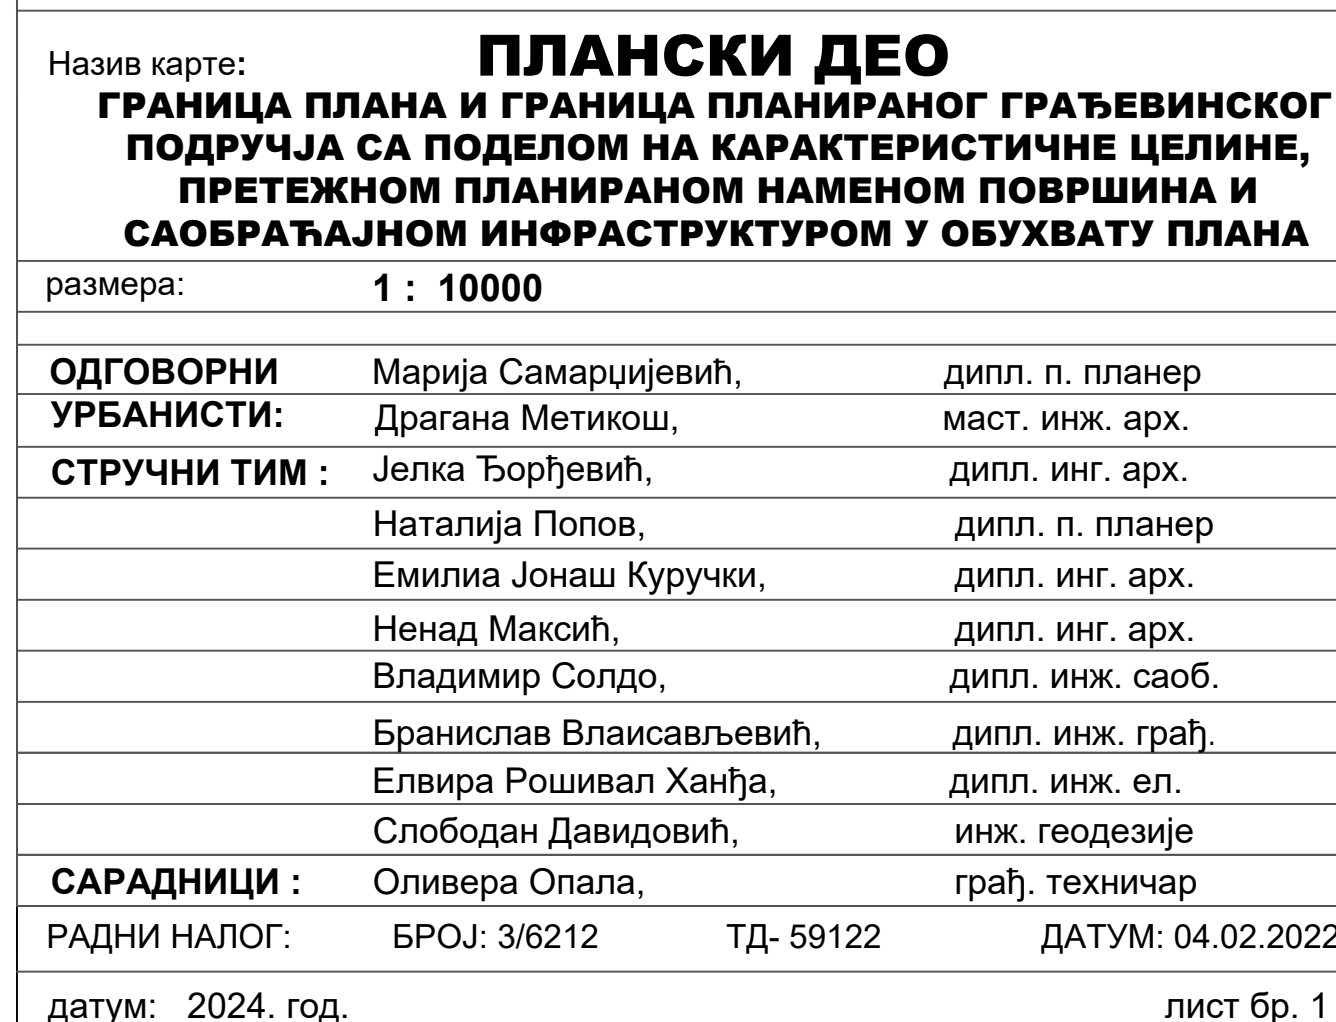 Назив карте: ПЛАНСКИ ДЕО
ГРАНИЦА ПЛАНА И ГРАНИЦА ПЛАНИРАНОГ ГРАЂЕВИНСКОГ
ПОДРУЧЈА СА ПОДЕЛОМ НА КАРАКТЕРИСТИЧНЕ ЦЕЛИНЕ,
ПРЕТЕЖНОМ ПЛАНИРАНОМ НАМЕНОМ ПОВРШИНА И
САОБРАЋАЈНОМ ИНФРАСТРУКТУРОМ У ОБУХВАТУ ПЛАНА
размера: 1 : 10000
ОДГОВОРНИ Марија Самарџијевић, дипл. п. планер
УРБАНИСТИ: Драгана Метикош, маст. инж. арх.
СТРУЧНИ ТИМ : Јелка Ђорђевић, дипл. инг. арх.
Наталија Попов, дипл. п. планер
Емилиа Јонаш Куручки, дипл. инг. арх.
Ненад Максић, дипл. инг. арх.
Владимир Солдо, дипл. инж. саоб.
Бранислав Влаисављевић, дипл. инж. грађ.
Елвира Рошивал Ханђа, дипл. инж. ел.
Слободан Давидовић, инж. геодезије
САРАДНИЦИ : Оливера Опала, грађ. техничар
РАДНИ НАЛОГ: БРОЈ: 3/6212 ТД- 59122 ДАТУМ: 04.02.2022
датум: 2024. год. лист бр. 1